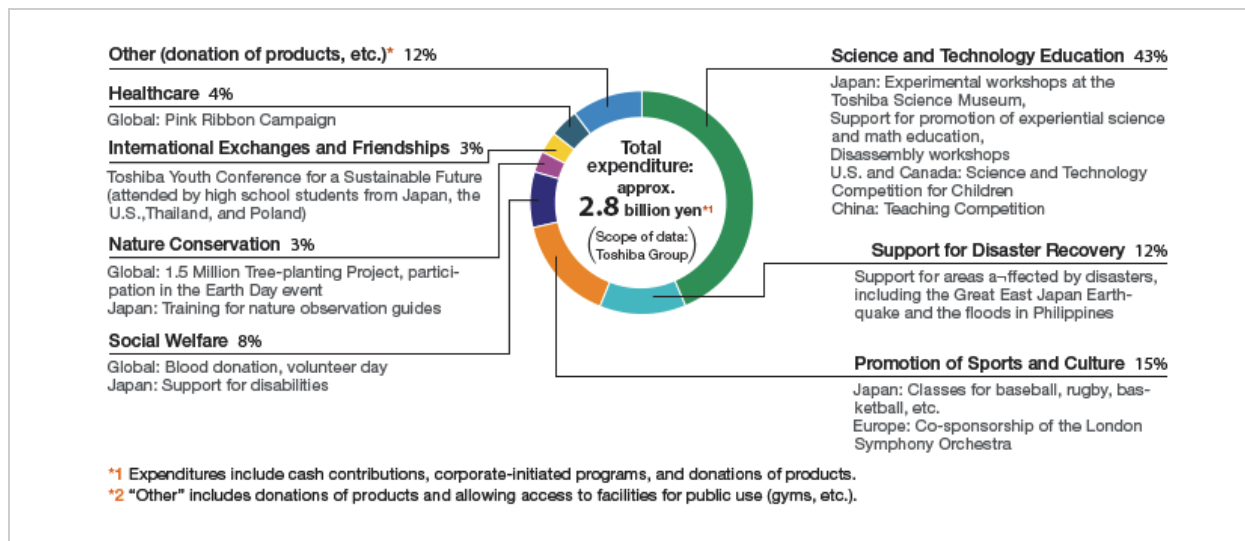 Other (donation of products, etc.)* 12%
Healthcare 4%
Global: Pink Ribbon Campaign
International Exchanges and Friendships 3%
Toshiba Youth Conference for a Sustainable Future
(attended by high school students from Japan, the
U.S.,Thailand, and Poland)
Nature Conservation 3%
Global: 1.5 Million Tree-planting Project, partici-
pation in the Earth Day event
Japan: Training for nature observation guides
Social Welfare 8%
Global: Blood donation, volunteer day
Japan: Support for disabilities
Total
expenditure:
approx.
2.8 billion yen*1
(Scope of data:
Toshiba Group)
Science and Technology Education 43%
Japan: Experimental workshops at the
Toshiba Science Museum,
Support for promotion of experiential science
and math education,
Disassembly workshops
U.S. and Canada: Science and Technology
Competition for Children
China: Teaching Competition
Support for Disaster Recovery 12%
Support for areas a¬ffected by disasters,
including the Great East Japan Earth-
quake and the floods in Philippines
Promotion of Sports and Culture 15%
Japan: Classes for baseball, rugby, bas-
ketball, etc.
Europe: Co-sponsorship of the London
Symphony Orchestra
*1 Expenditures include cash contributions, corporate-initiated programs, and donations of products.
*2 “Other” includes donations of products and allowing access to facilities for public use (gyms, etc.).